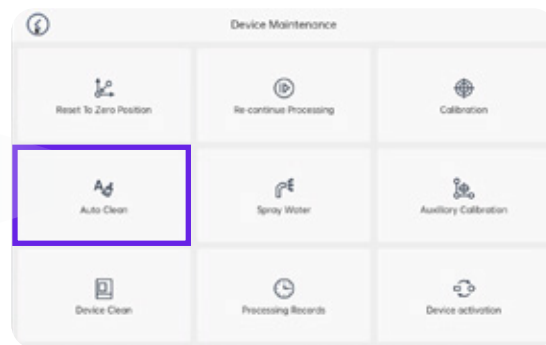 Device Maintenance
Reset To Zero Position
Re-continue Processing
Calibration
Auto Clean
Spray Water
Auxiliary Calibration
Device Clean
Processing Records
Device activation